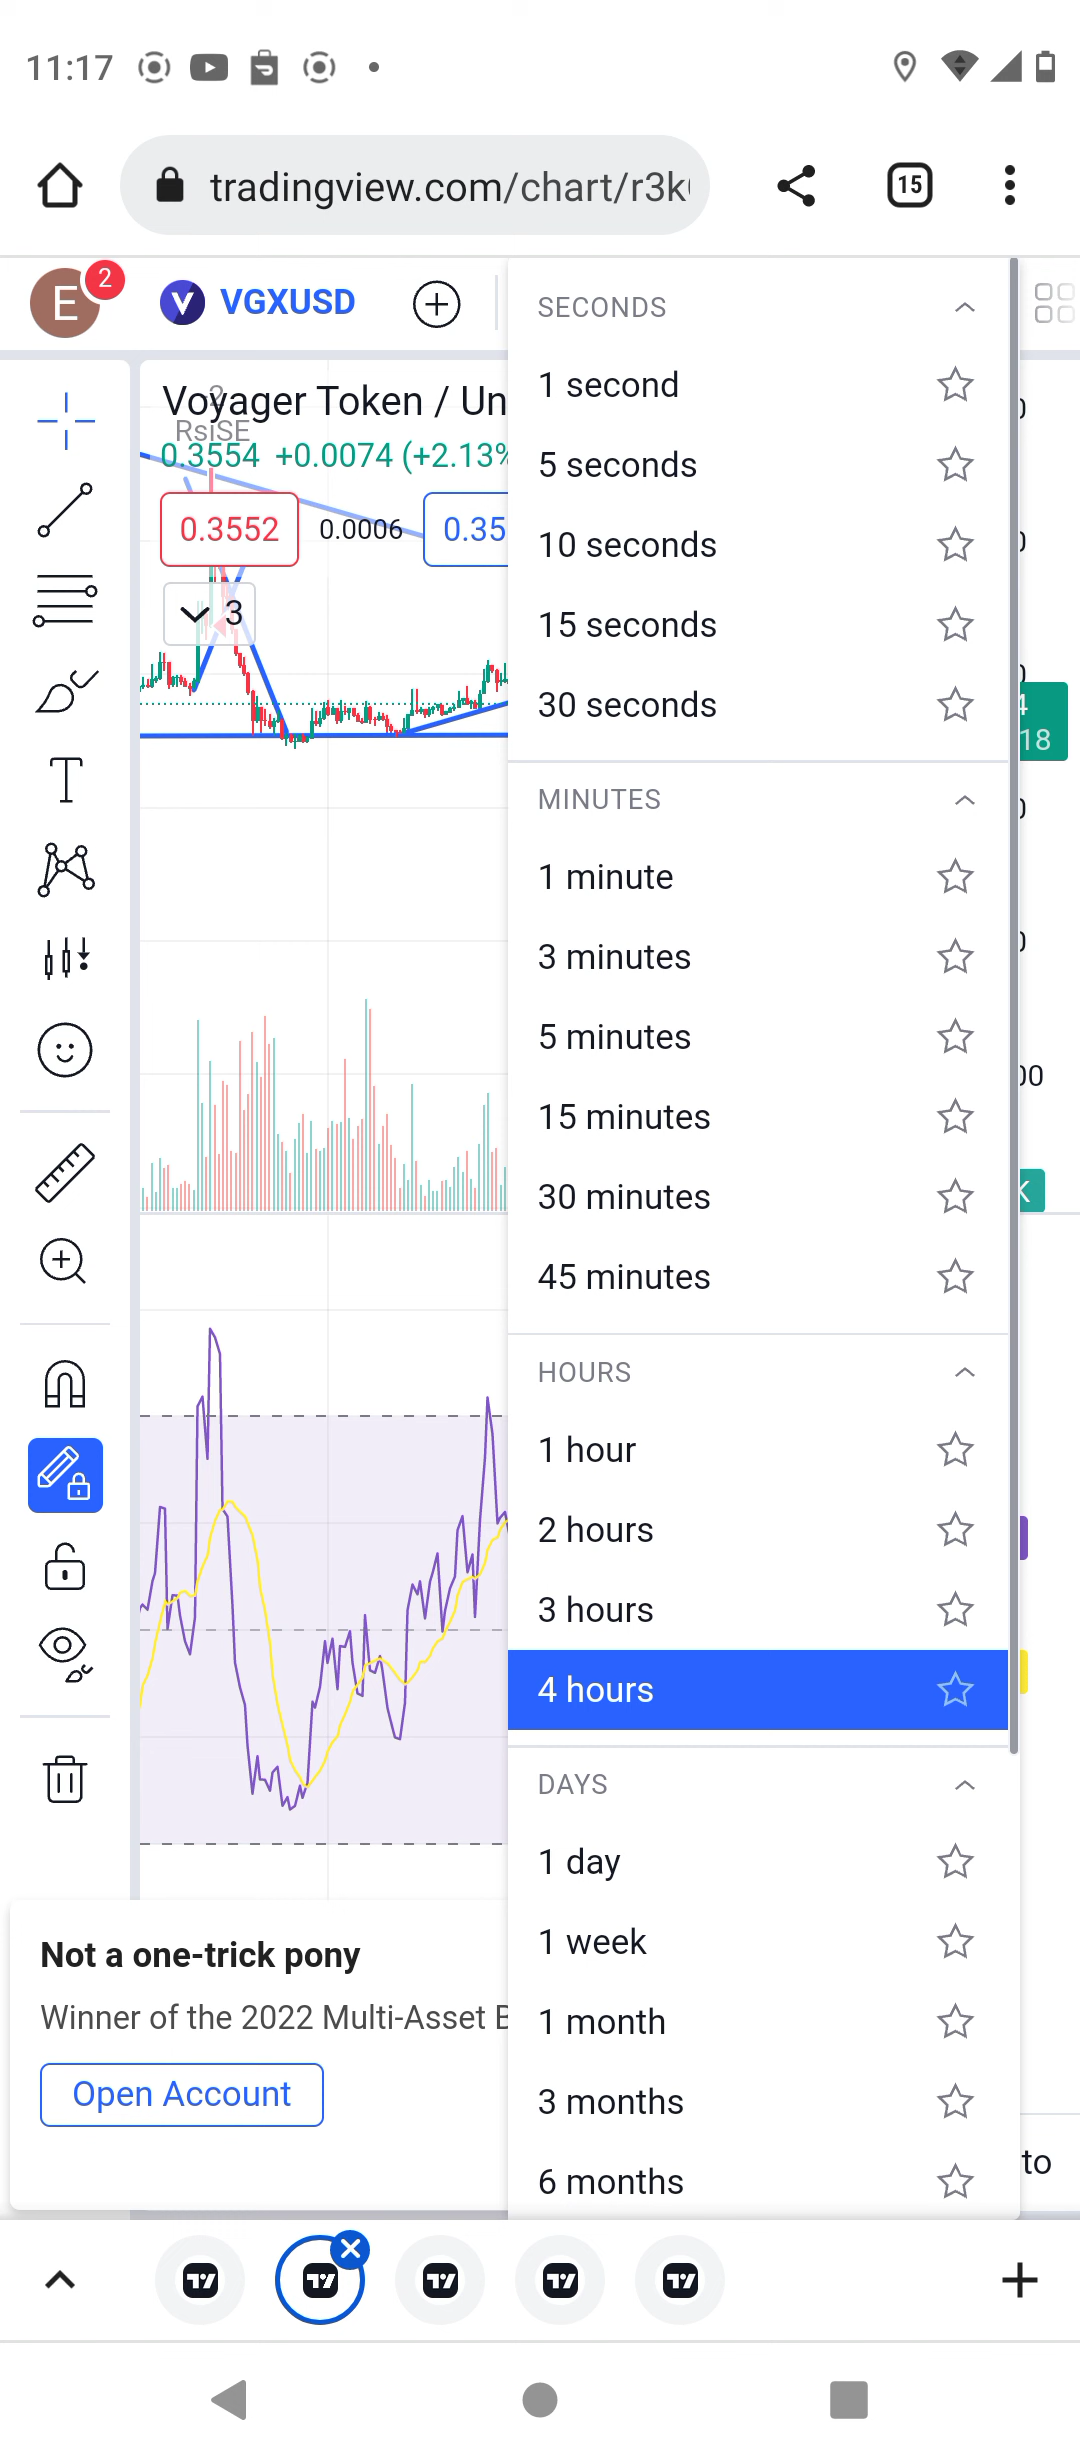 11:17
tradingview.com/chart/r3k
15
E
2
VGXUSD
Voyager Token / Un
RsiSE
0.3554 +0.0074 (+2.13%
0.3552
0.0006
0.35
3
SECONDS
1 second
5 seconds
10 seconds
15 seconds
30 seconds
MINUTES
1 minute
3 minutes
5 minutes
15 minutes
30 minutes
45 minutes
HOURS
1 hour
2 hours
3 hours
4 hours
DAYS
1 day
1 week
1 month
3 months
6 months
4
18
00
K
Not a one-trick pony
Winner of the 2022 Multi-Asset B
Open Account
to